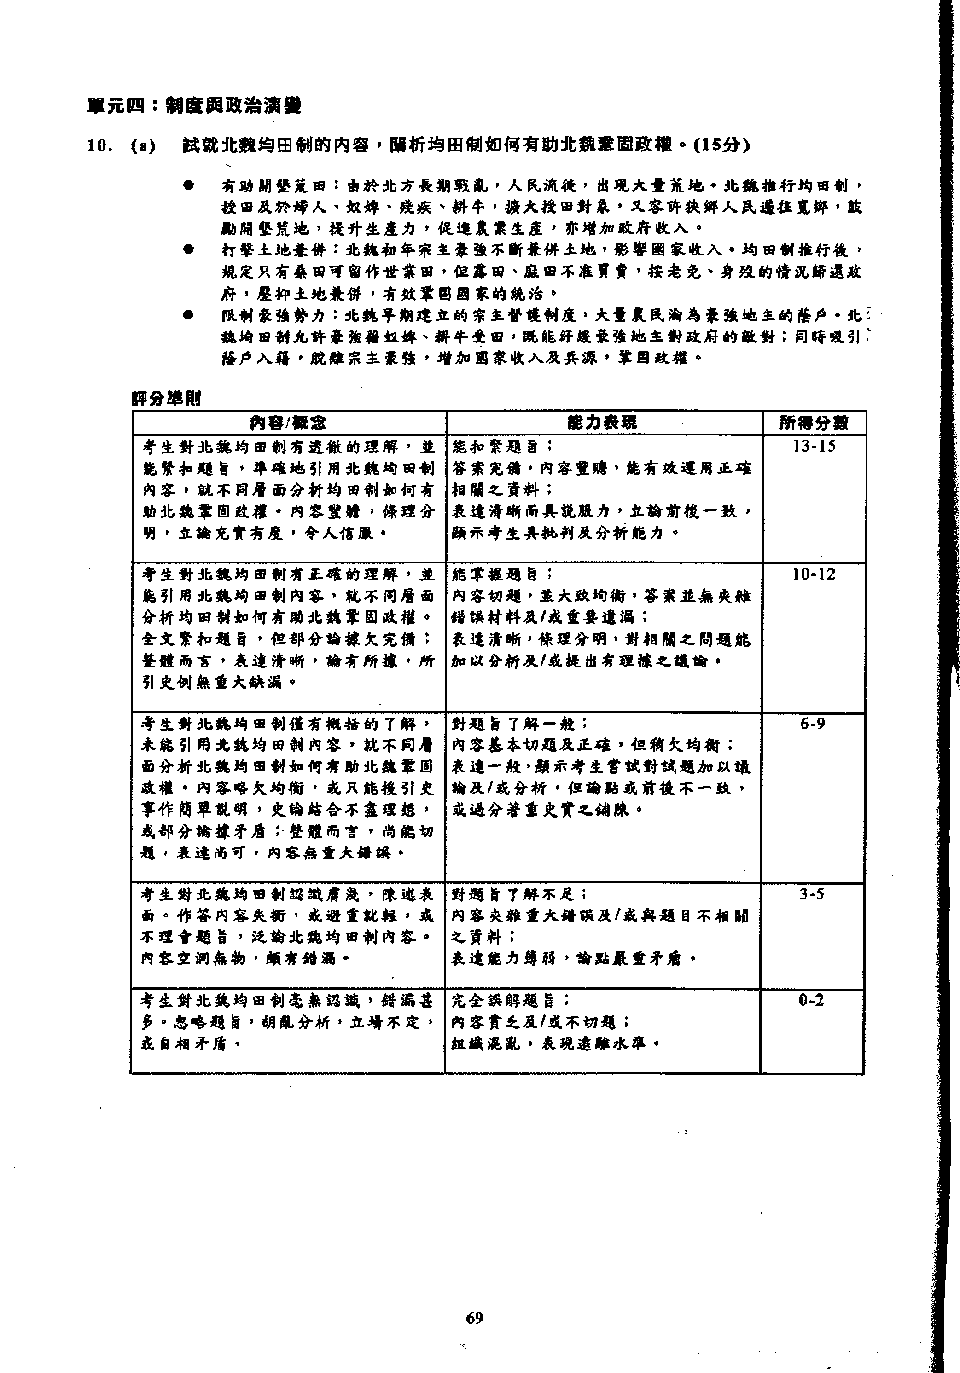 單元四：制度與政治演變
10. (a) 試就北魏均田制的內容，闡析均田制如何有助北魏鞏固政權。(15分)
● 有助開墾荒田：由於北方長期戰亂，人民流徙，出現大量荒地。北魏推行均田制，
授田及於婦人、奴婢、殘疾、耕牛，擴大授田對象，又容許狹鄉人民遷往寬鄉，鼓
勵開墾荒地，提升生產力，促進農業生產，亦增加政府收入。
● 打擊土地兼併：北魏初年宗主豪強不斷兼併土地，影響國家收入。均田制推行後，
規定只有桑田可留作世業田，但露田、麻田不准買賣，按老免、身歿的情況歸還政
府，壓抑土地兼併，有效鞏固國家的統治。
● 限制豪強勢力：北魏早期建立的宗主督護制度，大量農民淪為豪強地主的蔭戶。北
魏均田制允許豪強藉奴婢、耕牛受田，既能紓緩豪強地主對政府的敵對；同時吸引
蔭戶入籍，脫離宗主豪強，增加國家收入及兵源，鞏固政權。
評分準則
內容/概念 能力表現 所得分數
考生對北魏均田制有透徹的理解，並
能緊扣題旨，準確地引用北魏均田制
內容，就不同層面分析均田制如何有
助北魏鞏固政權。內容豐贍，條理分
明，立論充實有度，令人信服。
能扣緊題旨；
答案完備，內容豐贍，能有效運用正確
相關之資料；
表達清晰而具說服力，立論前後一致，
顯示考生具批判及分析能力。
13-15
考生對北魏均田制有正確的理解，並
能引用北魏均田制內容，就不同層面
分析均田制如何有助北魏鞏固政權。
全文緊扣題旨，但部分論據欠完備；
整體而言，表達清晰，論有所據，所
引史例無重大缺漏。
能掌握題旨；
內容切題，並大致均衡，答案並無夾雜
錯誤材料及/或重要遺漏；
表達清晰，條理分明，對相關之問題能
加以分析及/或提出有理據之議論。
10-12
考生對北魏均田制僅有概括的了解，
未能引用北魏均田制內容，就不同層
面分析北魏均田制如何有助北魏鞏固
政權。內容略欠均衡，或只能援引史
事作簡單說明，史論結合不盡理想，
或部分論據矛盾；整體而言，尚能切
題，表達尚可，內容無重大錯誤。
對題旨了解一般；
內容基本切題及正確，但稍欠均衡；
表達一般，顯示考生嘗試對試題加以議
論及/或分析，但論點或前後不一致，
或過分著重史實之鋪陳。
6-9
考生對北魏均田制認識膚淺，陳述表
面。作答內容失衡，或避重就輕，或
不理會題旨，泛論北魏均田制內容。
內容空洞無物，頗有錯漏。
對題旨了解不足；
內容夾雜重大錯誤及/或與題目不相關
之資料；
表達能力薄弱，論點嚴重矛盾。
3-5
考生對北魏均田制毫無認識，錯漏甚
多。忽略題旨，胡亂分析，立場不定，
或自相矛盾。
完全誤解題旨；
內容貧乏及/或不切題；
組織混亂，表現遠離水準。
0-2
69